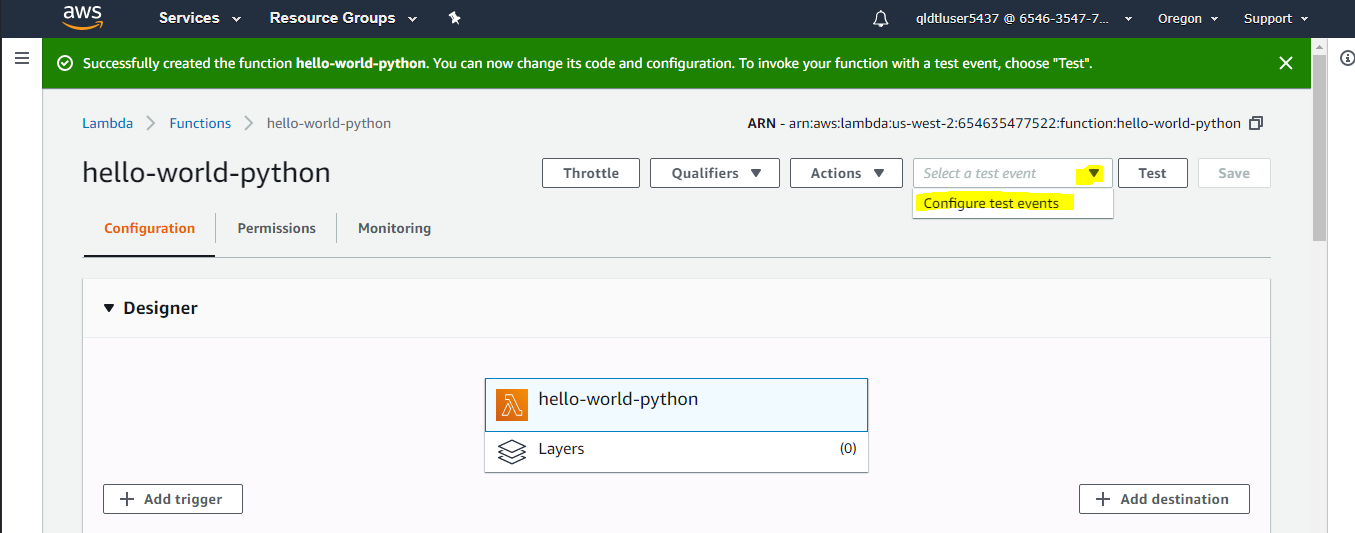 aws Services Resource Groups qldtluser5437 @ 6546-3547-7... Oregon Support
Successfully created the function hello-world-python. You can now change its code and configuration. To invoke your function with a test event, choose "Test".
Lambda Functions hello-world-python ARN - arn:aws:lambda:us-west-2:654635477522:function:hello-world-python
hello-world-python Throttle Qualifiers Actions Select a test event Test Save
Configure test events
Configuration Permissions Monitoring
Designer
hello-world-python
Layers (0)
Add trigger Add destination